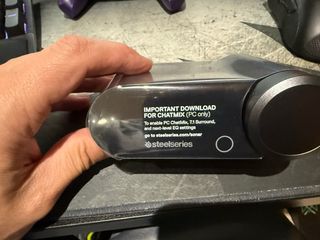 IMPORTANT DOWNLOAD
FOR CHATMIX (PC only)
To enable PC ChatMix, 7.1 Surround,
and next-level EQ settings
go to steelseries.com/sonar
steelseries